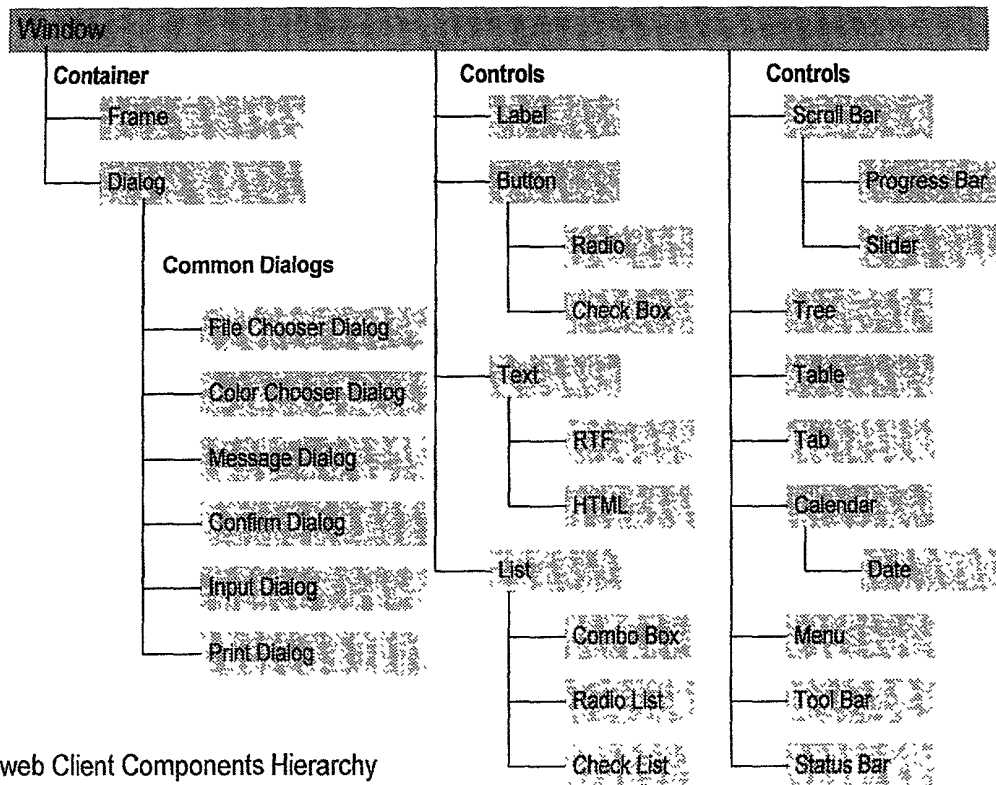 Window
Container
Frame
Dialog
Common Dialogs
File Chooser Dialog
Color Chooser Dialog
Message Dialog
Confirm Dialog
Input Dialog
Print Dialog
Controls
Label
Button
Radio
Check Box
Text
RTF
HTML
List
Combo Box
Radio List
Check List
Controls
Scroll Bar
Progress Bar
Slider
Tree
Table
Tab
Calendar
Date
Menu
Tool Bar
Status Bar
web Client Components Hierarchy